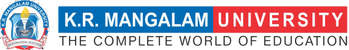 K.R. MANGALAM UNIVERSITY
THE COMPLETE WORLD OF EDUCATION